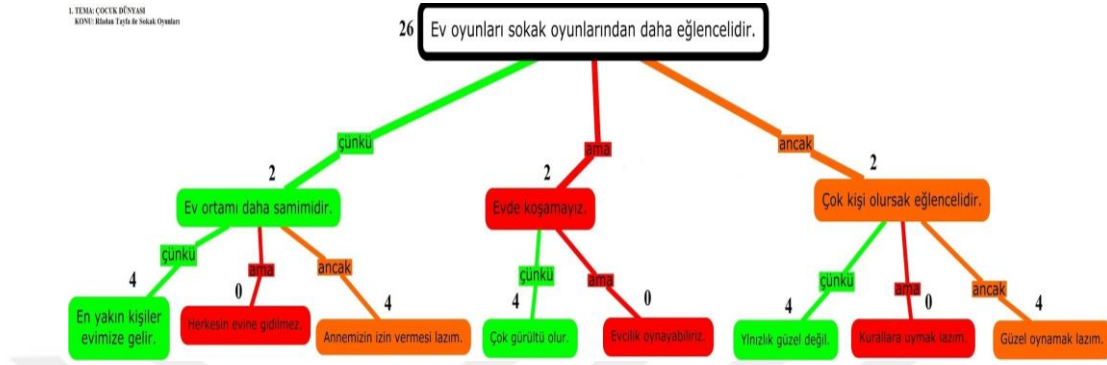 1. TEMA: ÇOCUK DÜNYASI
KONU: Rüadan Tayfa ile Sokak Oyunları
26 Ev oyunları sokak oyunlarından daha eğlencelidir.
çünkü
ama
ancak
2
2
2
Ev ortamı daha samimidir.
Evde koşamayız.
Çok kişi olursak eğlencelidir.
çünkü
ama
ancak
çünkü
ama
çünkü
ama
ancak
4
0
4
4
0
4
0
4
En yakın kişiler
evimize gelir.
Herkesin evine gidilmez.
Annemizin izin vermesi lazım.
Çok gürültü olur.
Evcilik oynayabiliriz.
Ylnızlık güzel değil.
Kurallara uymak lazım.
Güzel oynamak lazım.